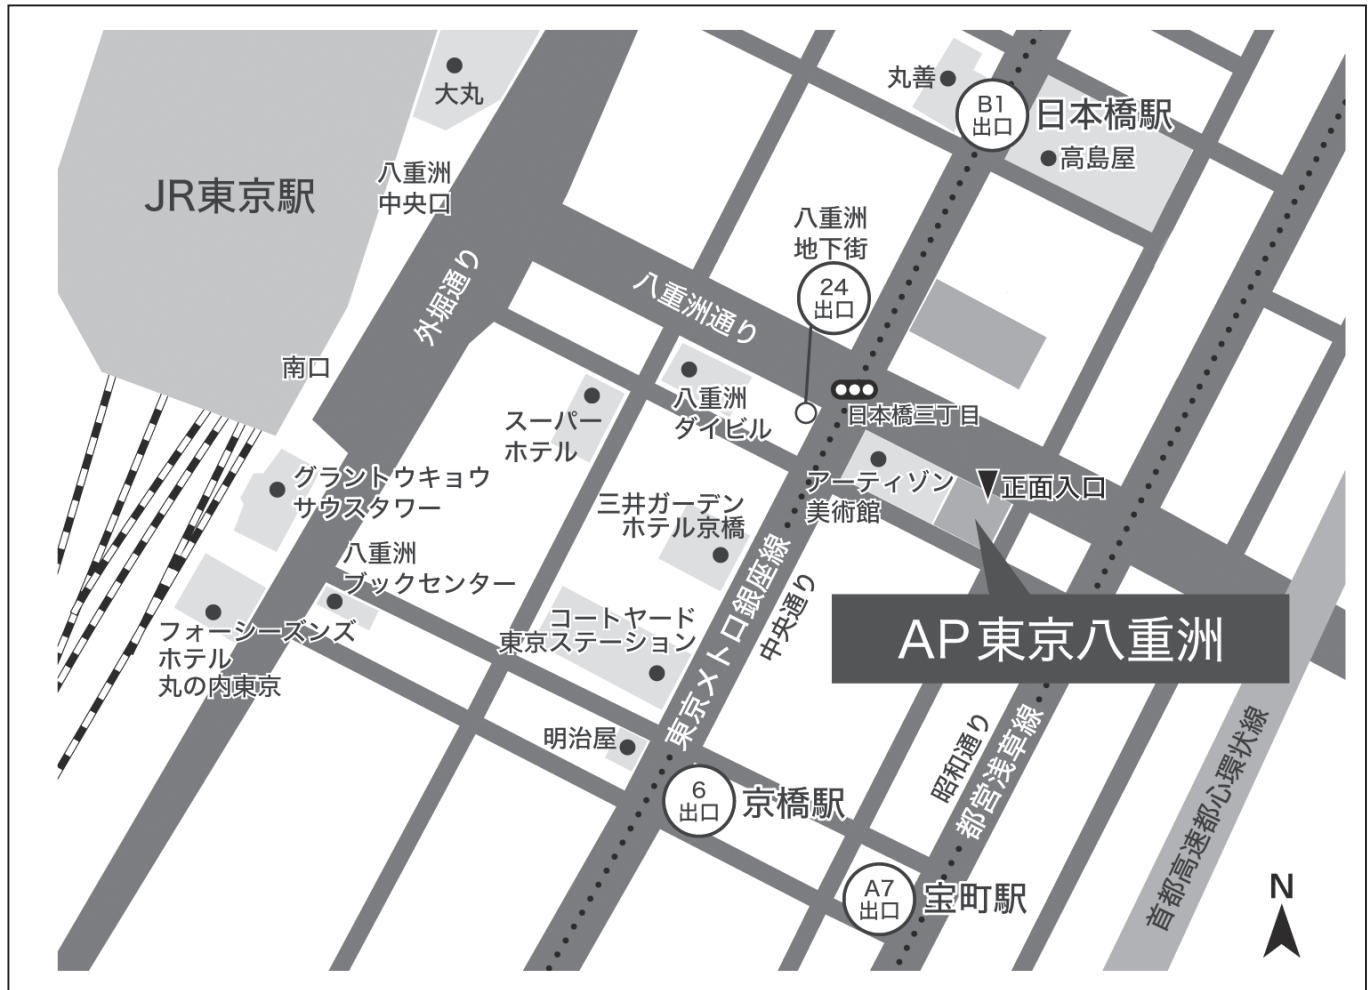 大丸
丸善
B1
出口
日本橋駅
高島屋
JR東京駅
八重洲
中央口
八重洲
地下街
24
出口
外堀通り
八重洲通り
南口
八重洲
ダイビル
日本橋三丁目
スーパー
ホテル
アーティゾン
美術館
正面入口
グラントウキョウ
サウスタワー
三井ガーデン
ホテル京橋
八重洲
ブックセンター
東京メトロ銀座線
中央通り
コートヤード
東京ステーション
AP東京八重洲
フォーシーズンズ
ホテル
丸の内東京
明治屋
6
出口
京橋駅
昭和通り
都営浅草線
首都高速都心環状線
A7
出口
宝町駅
N